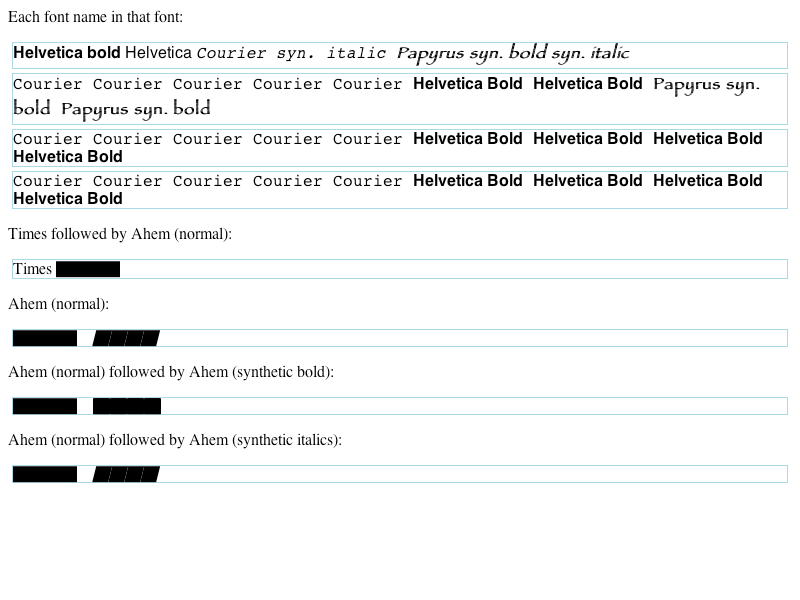 Each font name in that font:
Helvetica bold Helvetica Courier syn. italic Papyrus syn. bold syn. italic
Courier Courier Courier Courier Courier Helvetica Bold Helvetica Bold Papyrus syn.
bold Papyrus syn. bold
Courier Courier Courier Courier Courier Helvetica Bold Helvetica Bold Helvetica Bold
Helvetica Bold
Courier Courier Courier Courier Courier Helvetica Bold Helvetica Bold Helvetica Bold
Helvetica Bold
Times followed by Ahem (normal):
Times
Ahem (normal):
Ahem (normal) followed by Ahem (synthetic bold):
Ahem (normal) followed by Ahem (synthetic italics):